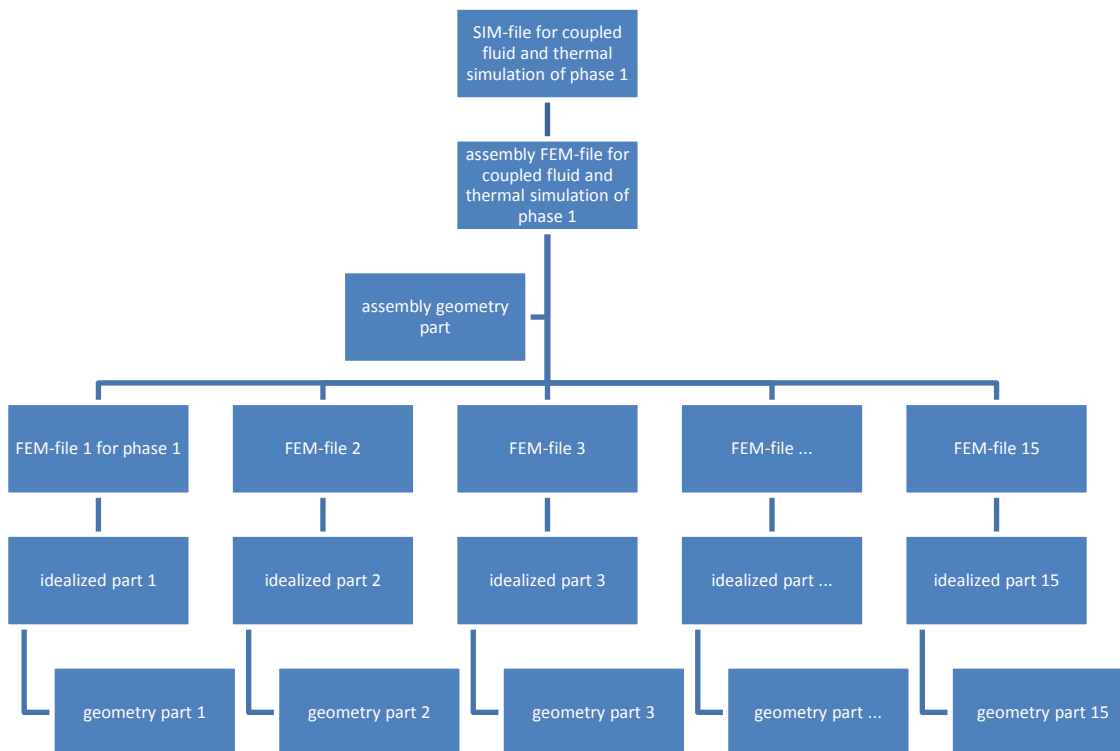 SIM-file for coupled
fluid and thermal
simulation of phase 1
assembly FEM-file for
coupled fluid and
thermal simulation of
phase 1
assembly geometry
part
FEM-file 1 for phase 1
FEM-file 2
FEM-file 3
FEM-file ...
FEM-file 15
idealized part 1
idealized part 2
idealized part 3
idealized part ...
idealized part 15
geometry part 1
geometry part 2
geometry part 3
geometry part ...
geometry part 15